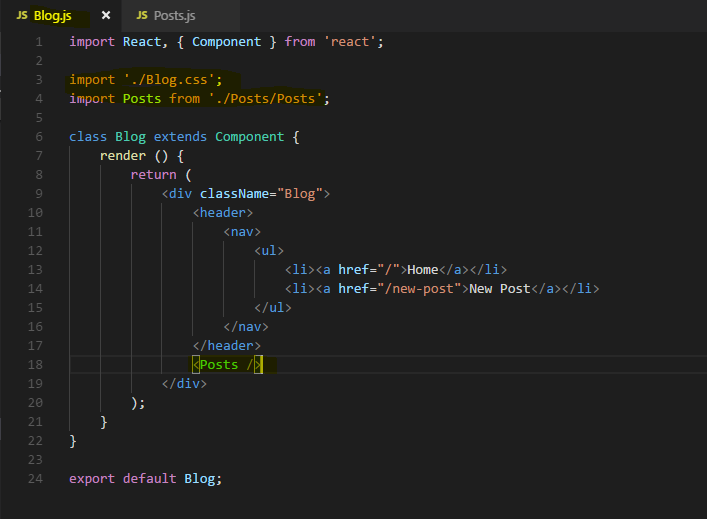 JS Blog.js × JS Posts.js
1 import React, { Component } from 'react';
2
3 import './Blog.css';
4 import Posts from './Posts/Posts';
5
6 class Blog extends Component {
7     render () {
8         return (
9             <div className="Blog">
10                 <header>
11                     <nav>
12                         <ul>
13                             <li><a href="/">Home</a></li>
14                             <li><a href="/new-post">New Post</a></li>
15                         </ul>
16                     </nav>
17                 </header>
18                 <Posts />
19             </div>
20         );
21     }
22 }
23
24 export default Blog;